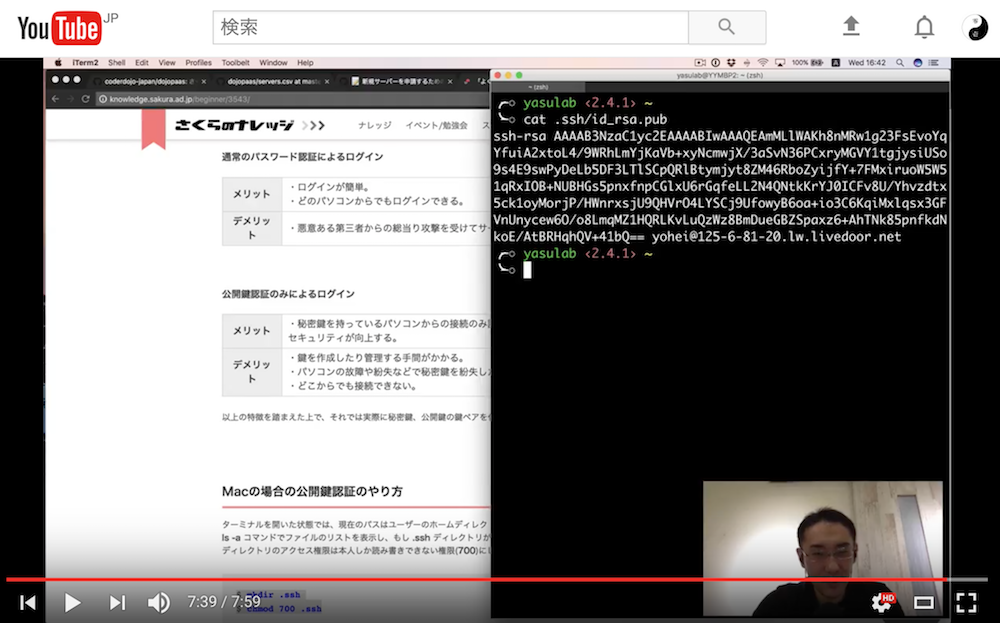 YouTube JP
検索
iTerm2 Shell Edit View Profiles Toolbelt Window Help
100%
Wed 16:42
coderdojo-japan/dojopaas:
dojopaas/servers.csv at mast
新規サーバーを申請するため
「よ
knowledge.sakura.ad.jp/beginner/3543/
さくらのナレッジ >>>
ナレッジ イベント/勉強会 ス
通常のパスワード認証によるログイン
メリット
・ログインが簡単。
・どのパソコンからでもログインできる。
デメリッ
ト
・悪意ある第三者からの総当り攻撃を受けてサー
公開鍵認証のみによるログイン
メリット
・秘密鍵を持っているパソコンからの接続のみ
セキュリティが向上する。
デメリッ
ト
・鍵を作成したり管理する手間がかかる。
・パソコンの故障や紛失などで秘密鍵を紛失し
・どこからでも接続できない。
以上の特徴を踏まえた上で、それでは実際に秘密鍵、公開鍵の鍵ペアを
Macの場合の公開鍵認証のやり方
ターミナルを開いた状態では、現在のパスはユーザーのホームディレク
ls -a コマンドでファイルのリストを表示し、もし .ssh ディレクトリが
ディレクトリのアクセス権限は本人しか読み書きできない権限(700)に
mkdir .ssh
chmod 700 .ssh
yasulab@YYMBP2: ~ (zsh)
~ (zsh)
yasulab <2.4.1> ~
cat .ssh/id_rsa.pub
ssh-rsa AAAAB3NzaC1yc2EAAAABIwAAAQEAmMLlWAKh8nMRw1g23FsEvoYq
YfuiA2xtoL4/9WRhLmYjKaVb+xyNcmwjX/3aSvN36PCxryMGVY1tgjysiUSo
9s4E9swPyDeLb5DF3LTlSCpQRlBtymjyt8ZM46RboZyijfY+7FMxiruoW5W5
1qRxIOB+NUBHGs5pnxfnpCGlxU6rGqfeLL2N4QNtkKrYJ0ICFv8U/Yhvzdtx
5ck1oyMorjP/HWnrxsjU9QHVrO4LYSCj9UfowyB6oa+io3C6KqiMxlqsx3GF
VnUnycew6O/o8LmqMZ1HQRLKvLuQzWz8BmDueGBZSpaxz6+AhTNk85pnfkdN
koE/AtBRHqhQV+41bQ== yohei@125-6-81-20.lw.livedoor.net
yasulab <2.4.1> ~
7:39 / 7:59
HD